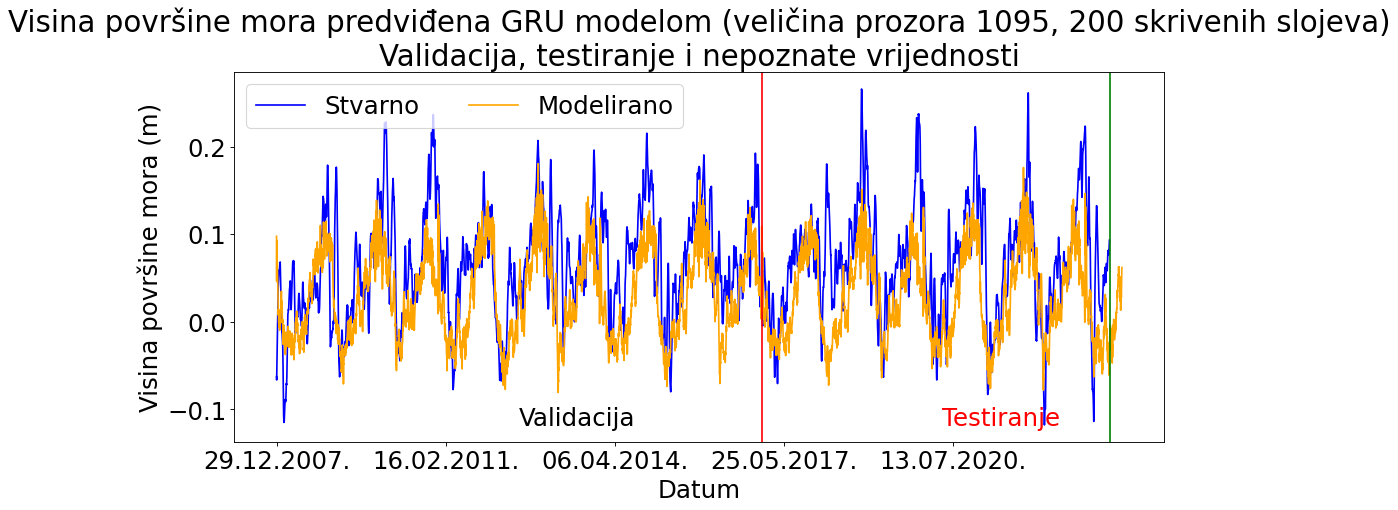 Visina površine mora predviđena GRU modelom (veličina prozora 1095, 200 skrivenih slojeva)
Validacija, testiranje i nepoznate vrijednosti
Stvarno
Modelirano
Visina površine mora (m)
0.2
0.1
0.0
−0.1
Validacija
Testiranje
29.12.2007.
16.02.2011.
06.04.2014.
25.05.2017.
13.07.2020.
Datum